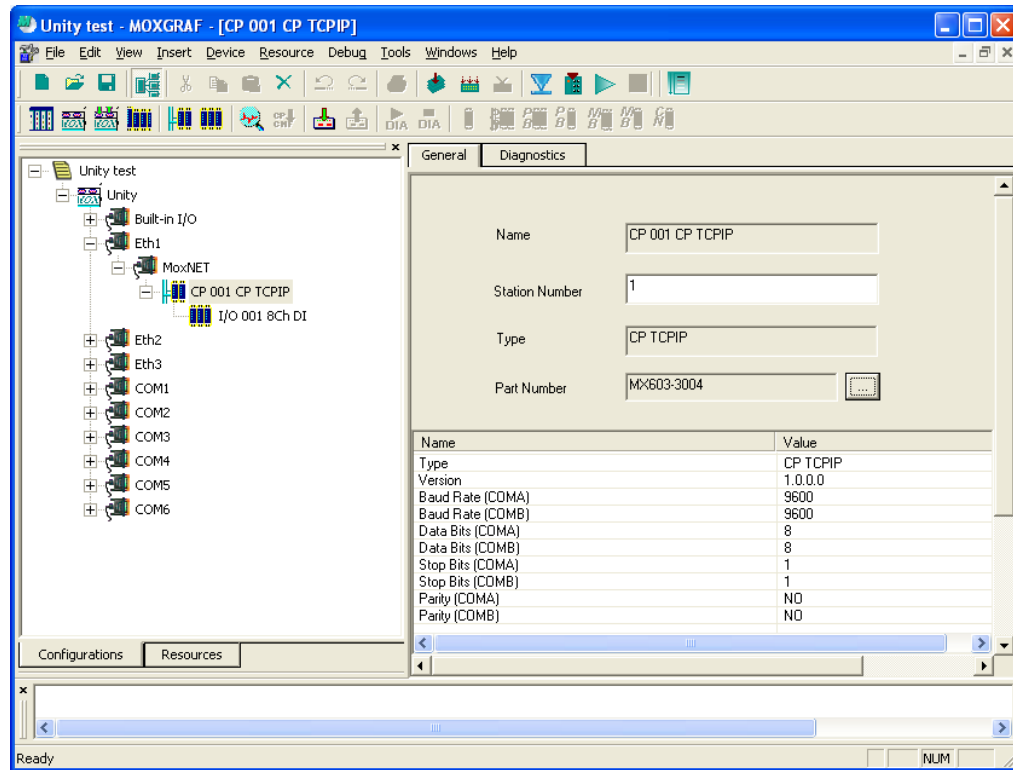 Unity test - MOXGRAF - [CP 001 CP TCPIP]
File Edit View Insert Device Resource Debug Tools Windows Help
DIA DIA
General Diagnostics
Unity test
Unity
Built-in I/O
Eth1
MoxNET
CP 001 CP TCPIP
I/O 001 8Ch DI
Eth2
Eth3
COM1
COM2
COM3
COM4
COM5
COM6
Configurations Resources
Name CP 001 CP TCPIP
Station Number 1
Type CP TCPIP
Part Number MX603-3004 ...
Name Value
Type CP TCPIP
Version 1.0.0.0
Baud Rate (COMA) 9600
Baud Rate (COMB) 9600
Data Bits (COMA) 8
Data Bits (COMB) 8
Stop Bits (COMA) 1
Stop Bits (COMB) 1
Parity (COMA) NO
Parity (COMB) NO
Ready NUM